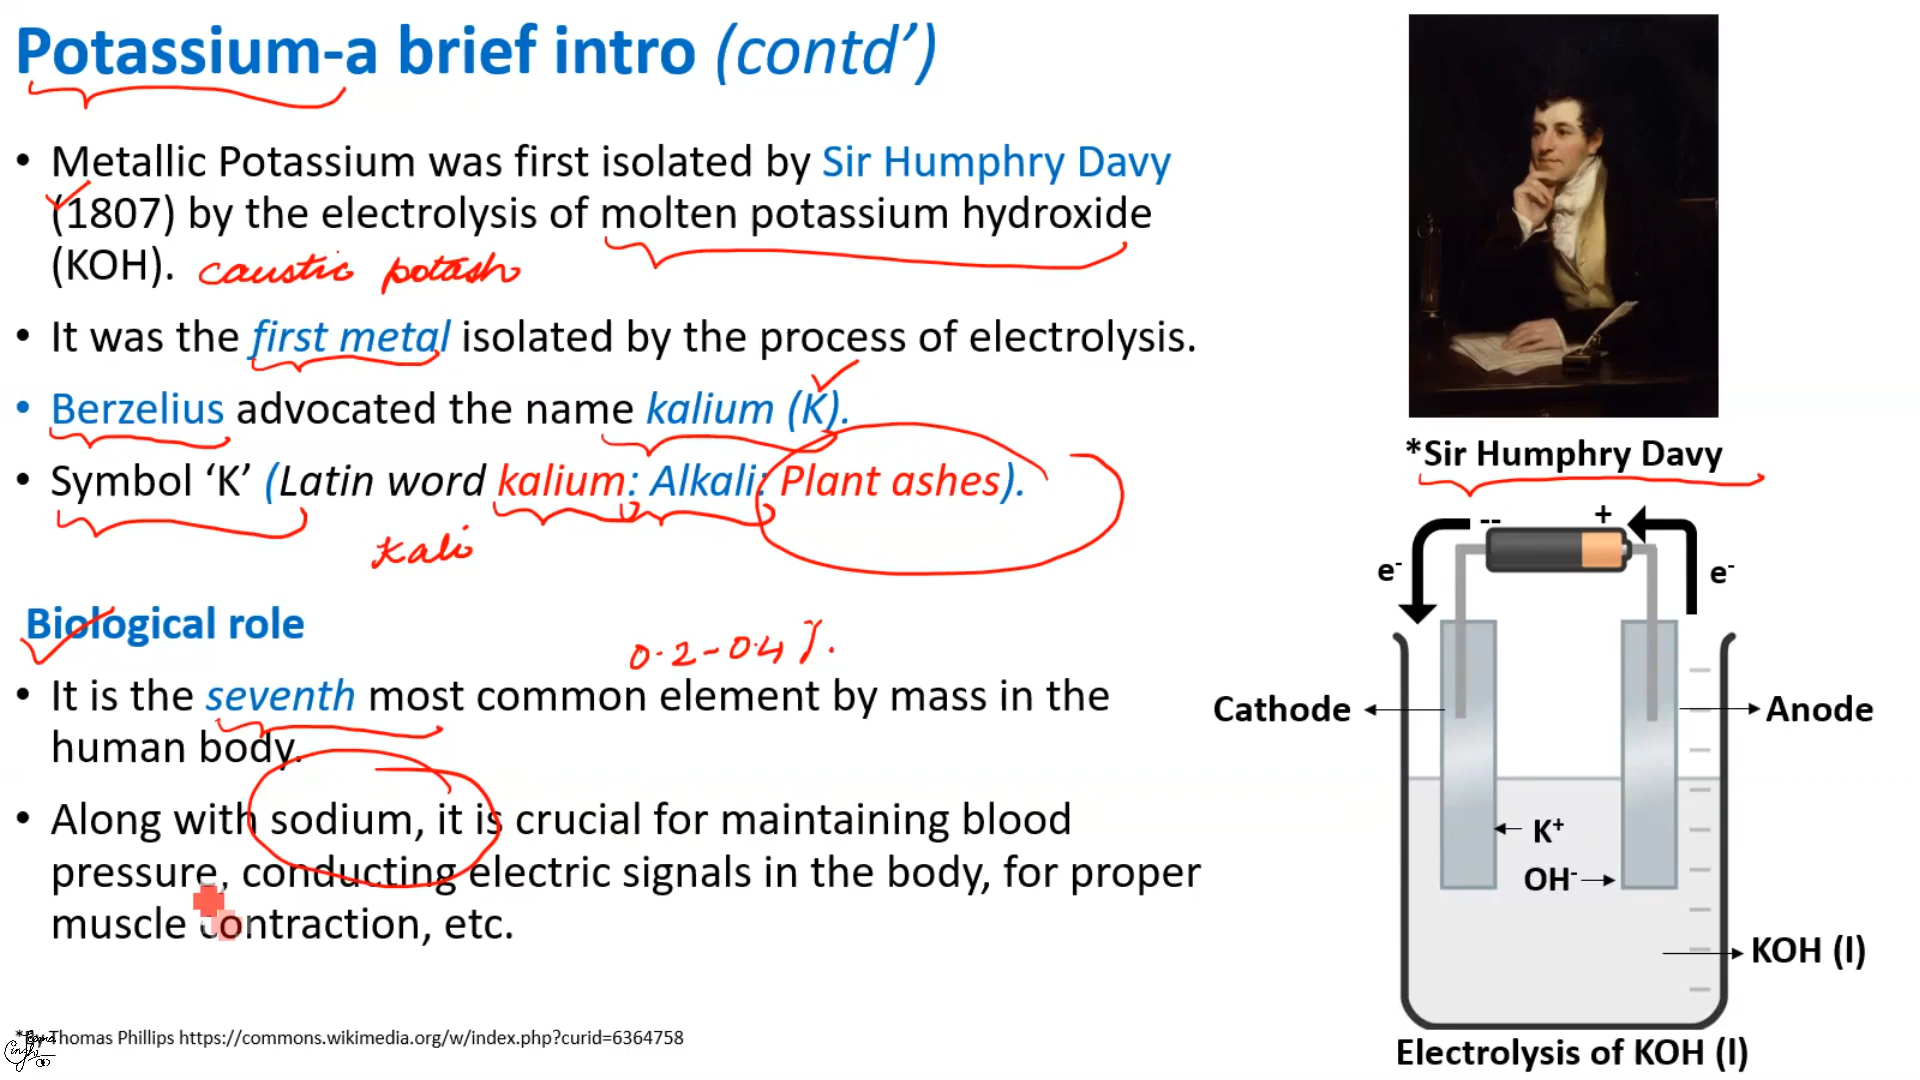 Potassium-a brief intro (contd’)
• Metallic Potassium was first isolated by Sir Humphry Davy
(1807) by the electrolysis of molten potassium hydroxide
(KOH). caustic potash
• It was the first metal isolated by the process of electrolysis.
• Berzelius advocated the name kalium (K).
• Symbol ‘K’ (Latin word kalium: Alkali: Plant ashes).
Kali
Biological role
0.2-0.4%.
• It is the seventh most common element by mass in the
human body.
• Along with sodium, it is crucial for maintaining blood
pressure, conducting electric signals in the body, for proper
muscle contraction, etc.
Thomas Phillips https://commons.wikimedia.org/w/index.php?curid=6364758
*Sir Humphry Davy
-- +
e- e-
Cathode Anode
K+
OH-
KOH (l)
Electrolysis of KOH (l)